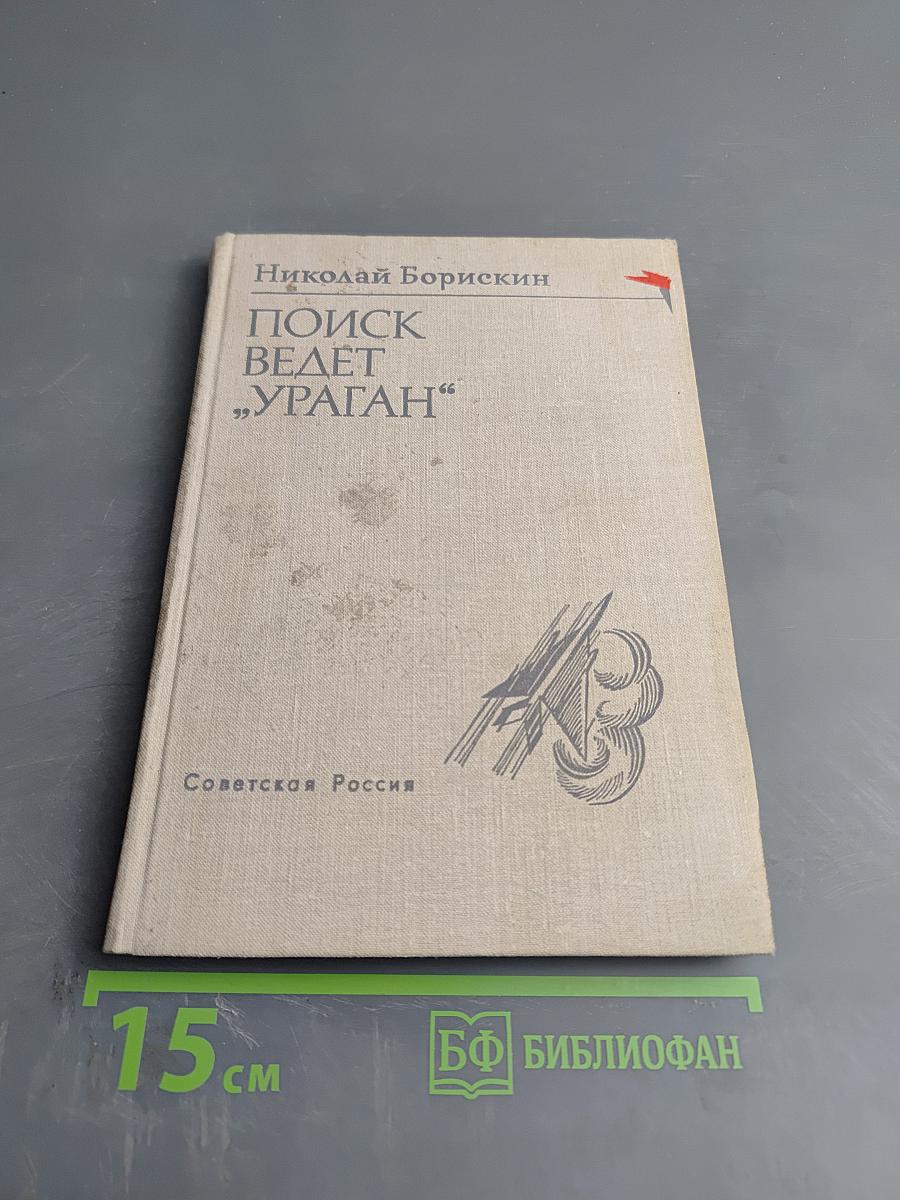 Николай Борискин
ПОИСК
ВЕДЕТ
„УРАГАН“
Советская Россия
15 см
БФ БИБЛИОФАН